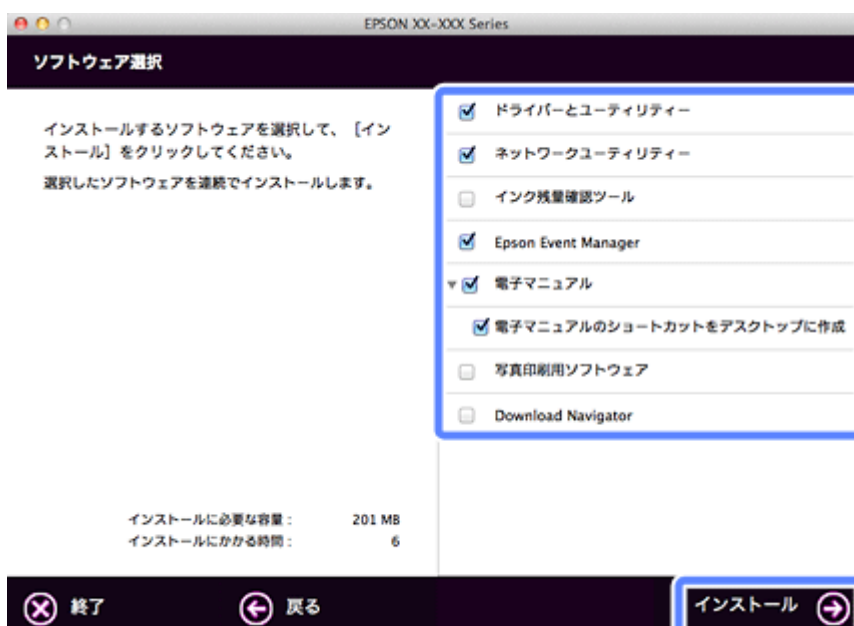 EPSON XX-XXX Series
ソフトウェア選択
インストールするソフトウェアを選択して、［イン
ストール］をクリックしてください。
選択したソフトウェアを連続でインストールします。
ドライバーとユーティリティー
ネットワークユーティリティー
インク残量確認ツール
Epson Event Manager
電子マニュアル
電子マニュアルのショートカットをデスクトップに作成
写真印刷用ソフトウェア
Download Navigator
インストールに必要な容量： 201 MB
インストールにかかる時間： 6
終了
戻る
インストール